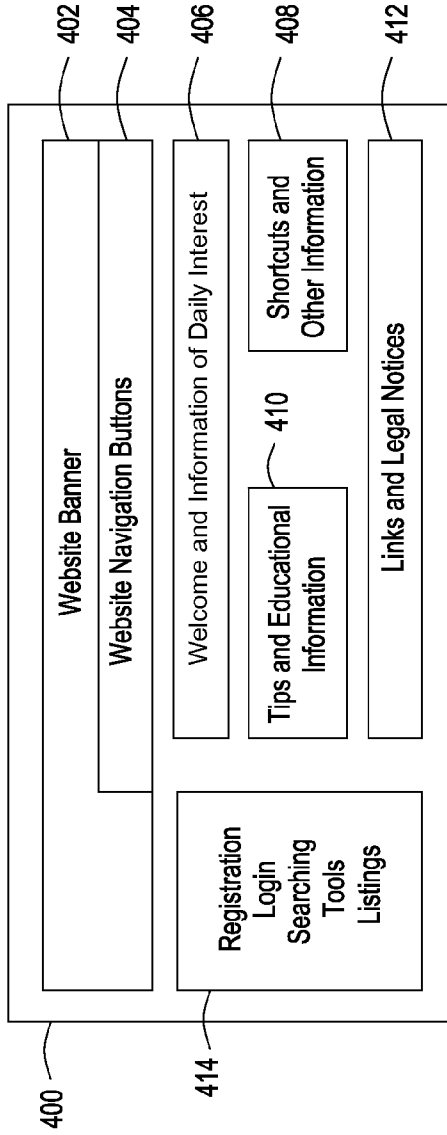 400
Website Banner
402
Website Navigation Buttons
404
Welcome and Information of Daily Interest
406
Registration
Login
Searching
Tools
Listings
414
Tips and Educational
Information
410
Shortcuts and
Other Information
408
Links and Legal Notices
412